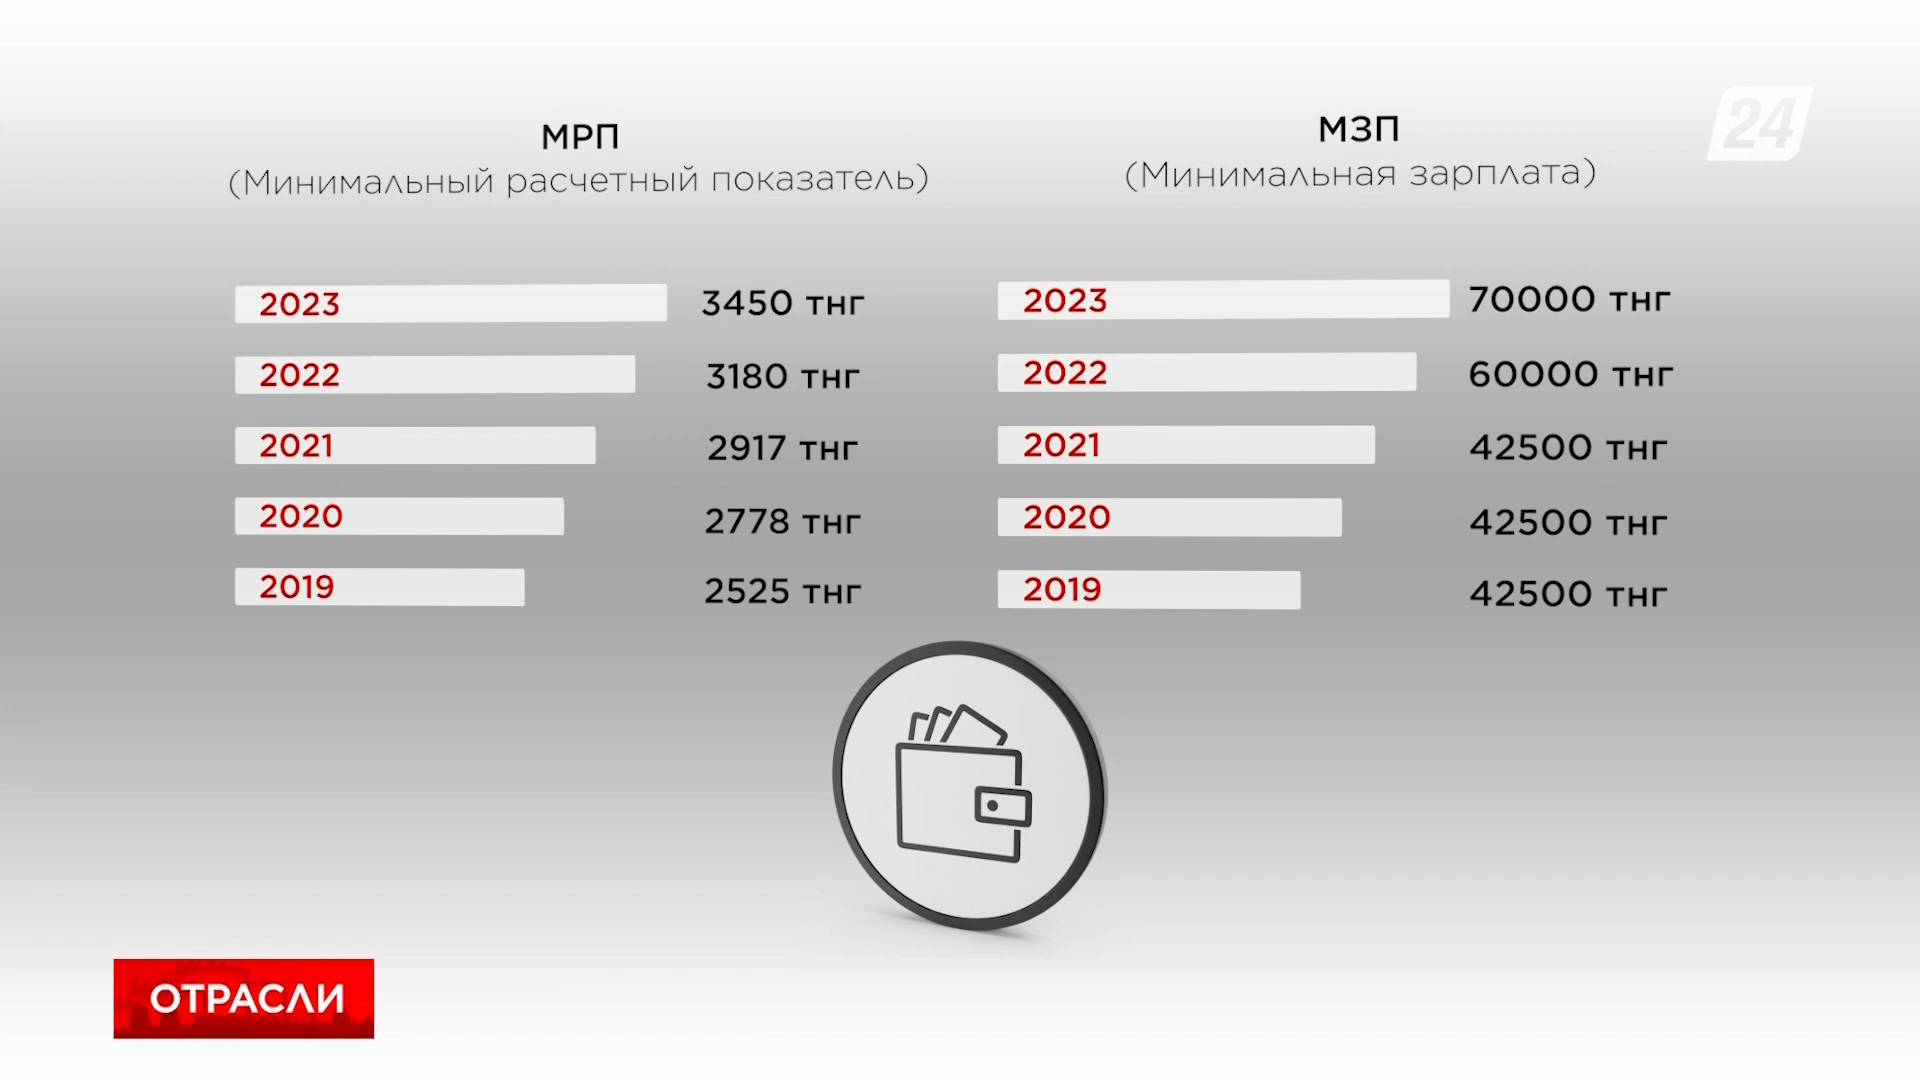 24
МРП
(Минимальный расчетный показатель)
2023 3450 тнг
2022 3180 тнг
2021 2917 тнг
2020 2778 тнг
2019 2525 тнг
МЗП
(Минимальная зарплата)
2023 70000 тнг
2022 60000 тнг
2021 42500 тнг
2020 42500 тнг
2019 42500 тнг
ОТРАСЛИ